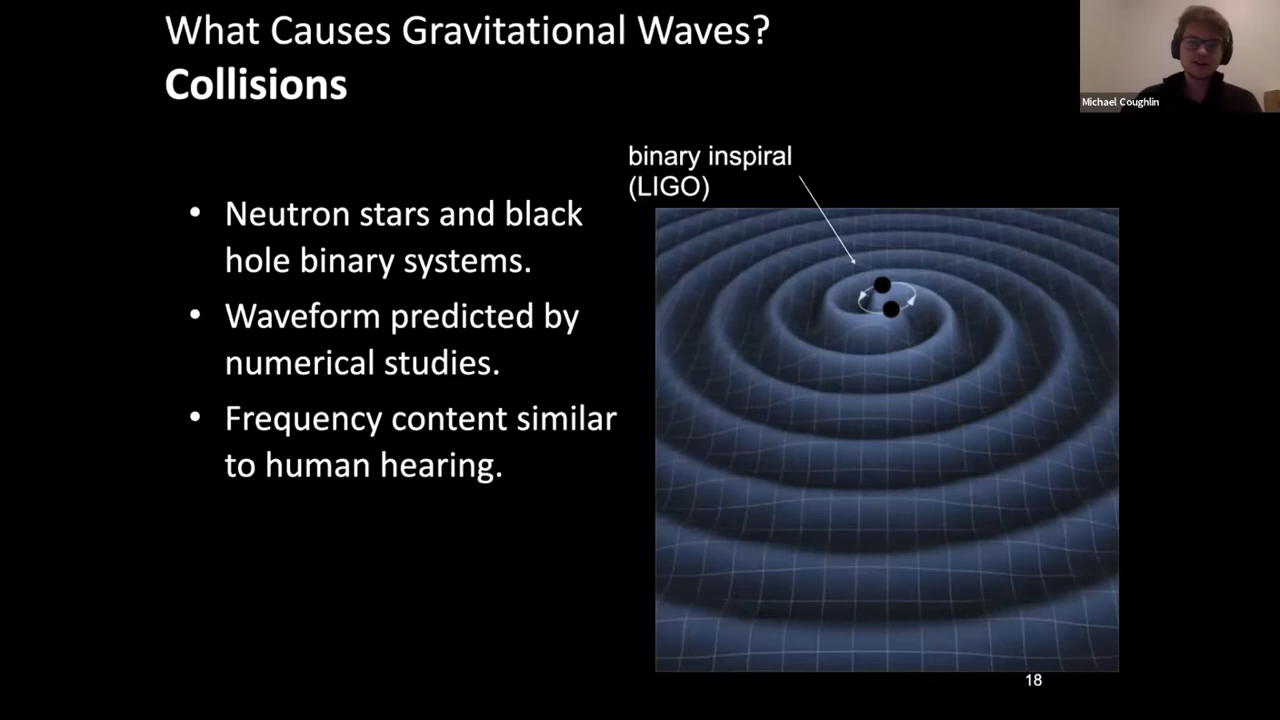 What Causes Gravitational Waves?
Collisions
Michael Coughlin
binary inspiral
(LIGO)
• Neutron stars and black
hole binary systems.
• Waveform predicted by
numerical studies.
• Frequency content similar
to human hearing.
18